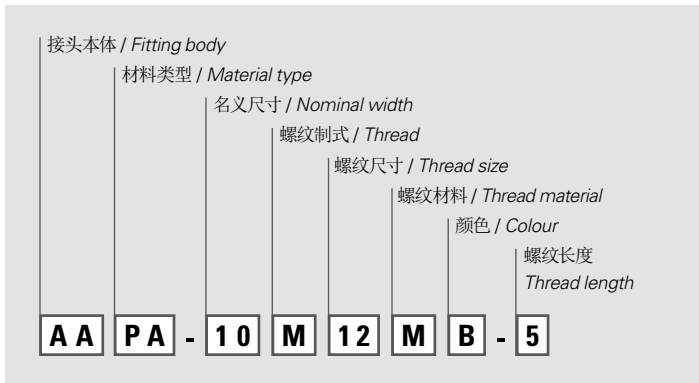 接头本体 / Fitting body
材料类型 / Material type
名义尺寸 / Nominal width
螺纹制式 / Thread
螺纹尺寸 / Thread size
螺纹材料 / Thread material
颜色 / Colour
螺纹长度
Thread length
AA PA - 10 M 12 M B - 5